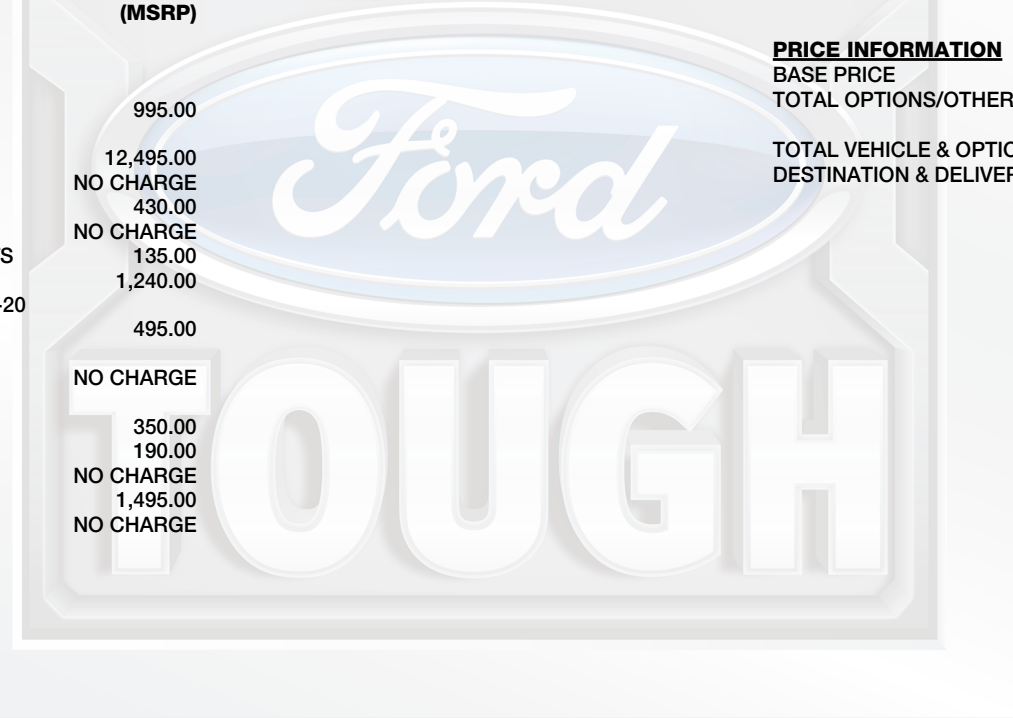 (MSRP)
995.00
12,495.00
NO CHARGE
430.00
NO CHARGE
135.00
1,240.00
-20
495.00
NO CHARGE
350.00
190.00
NO CHARGE
1,495.00
NO CHARGE
PRICE INFORMATION
BASE PRICE
TOTAL OPTIONS/OTHER
TOTAL VEHICLE &
DESTINATION &
Ford
TOUGH